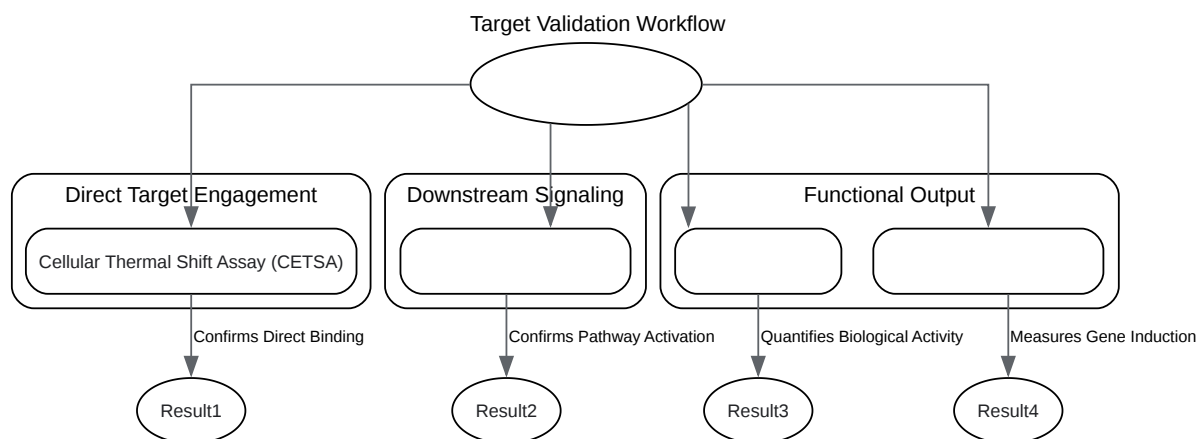 Target Validation Workflow
Direct Target Engagement
Downstream Signaling
Functional Output
Cellular Thermal Shift Assay (CETSA)
Confirms Direct Binding
Confirms Pathway Activation
Quantifies Biological Activity
Measures Gene Induction
Result1
Result2
Result3
Result4